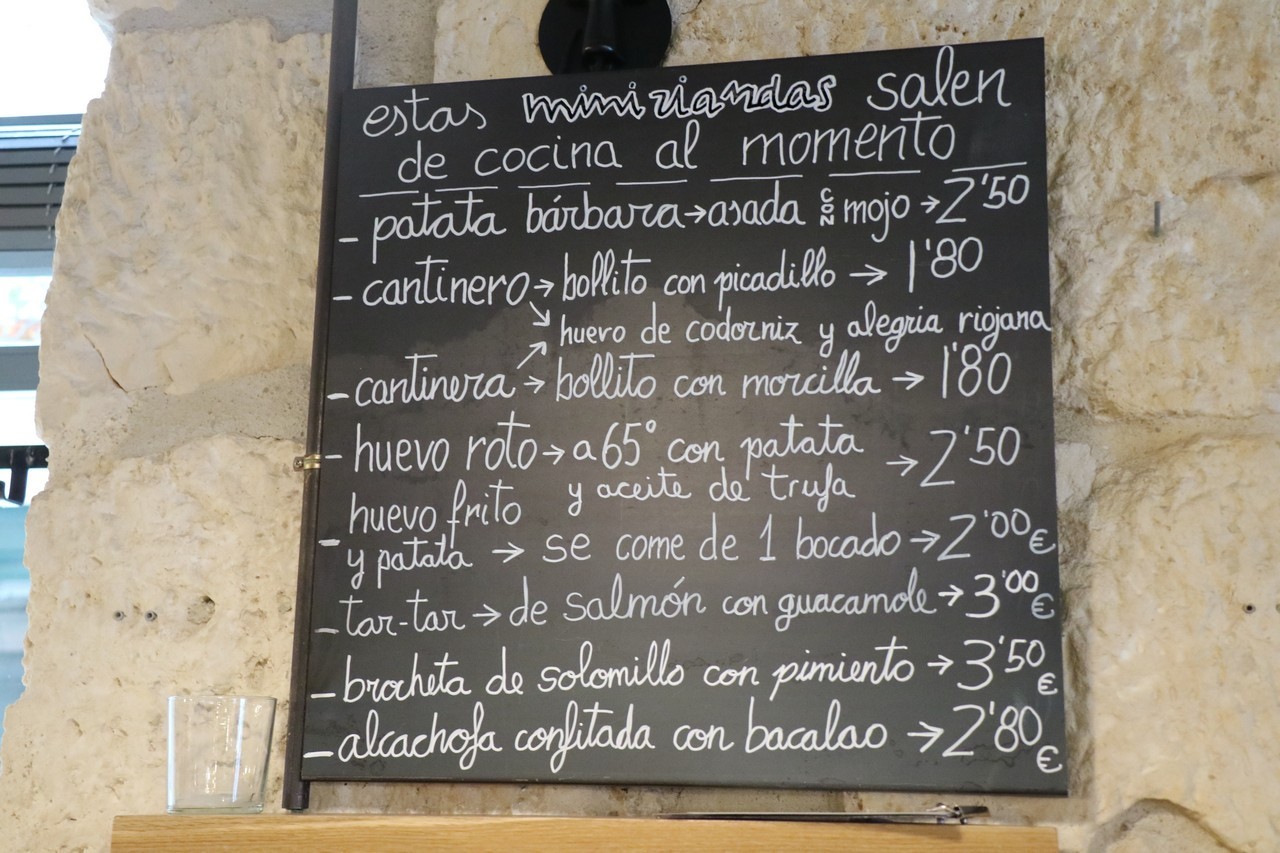 estas miniviandas salen
de cocina al momento
- patata bárbara → asada CON mojo → 2'50
- cantinero → bollito con picadillo → 1'80
huevo de codorniz y alegria riojana
- cantinera → bollito con morcilla → 1'80
- huevo roto → a 65° con patata → 2'50
y aceite de trufa
huevo frito
- y patata → se come de 1 bocado → 2'00€
- tar-tar → de salmón con guacamole → 3'00€
- brocheta de solomillo con pimiento → 3'50€
- alcachofa confitada con bacalao → 2'80€